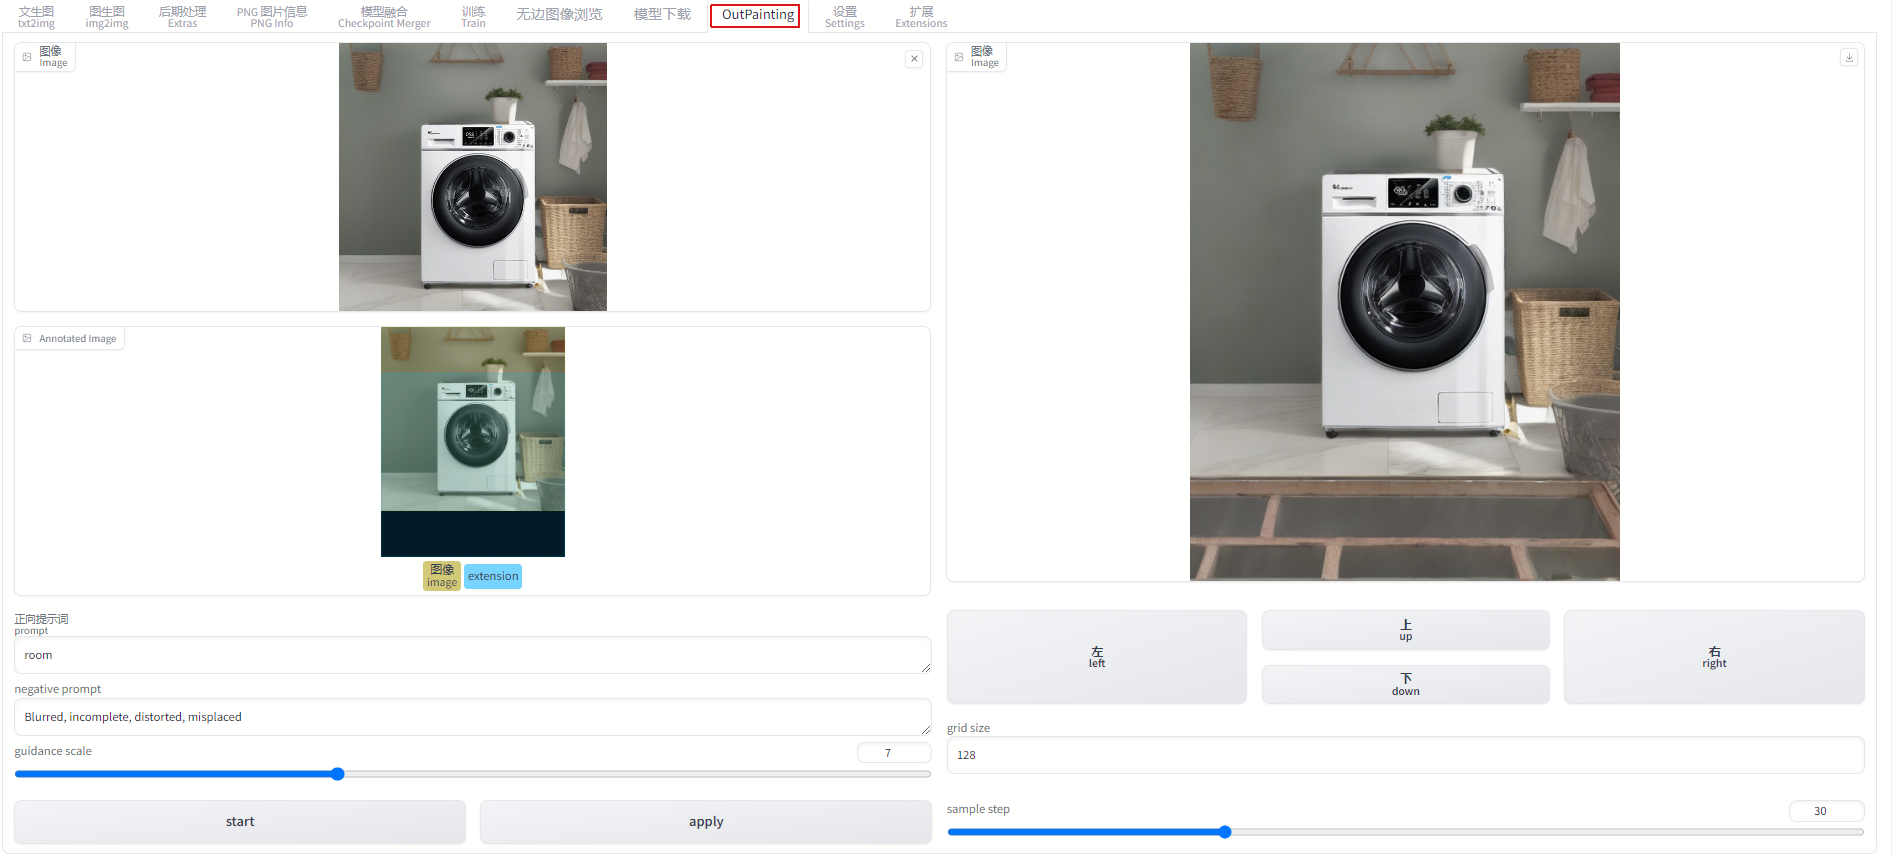 文生图
txt2img
图生图
img2img
后期处理
Extras
PNG 图片信息
PNG Info
模型融合
Checkpoint Merger
训练
Train
无边图像浏览
模型下载
OutPainting
设置
Settings
扩展
Extensions
图像
Image
图像
Image
Annotated Image
图像
image
extension
正向提示词
prompt
room
negative prompt
Blurred, incomplete, distorted, misplaced
guidance scale
7
start
apply
左
left
上
up
下
down
右
right
grid size
128
sample step
30